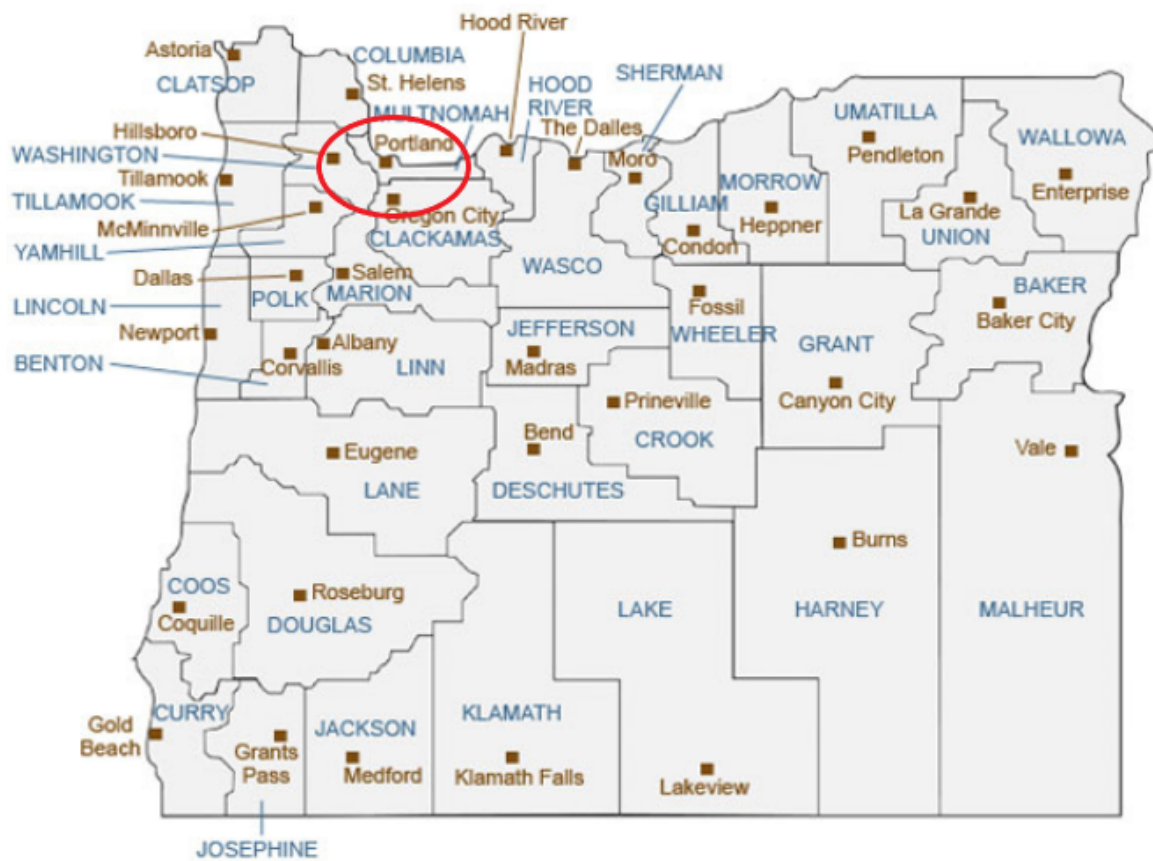 Hood River
Astoria
COLUMBIA
CLATSOP
St. Helens
HOOD
RIVER
SHERMAN
MULTNOMAH
UMATILLA
Hillsboro
Portland
The Dalles
WALLOWA
WASHINGTON
Moro
Pendleton
Tillamook
Enterprise
TILLAMOOK
MORROW
GILLIAM
La Grande
McMinnville
Oregon City
Heppner
UNION
CLACKAMAS
Condon
YAMHILL
WASCO
Dallas
Salem
BAKER
POLK
MARION
Fossil
LINCOLN
Baker City
Newport
JEFFERSON
WHEELER
Albany
GRANT
BENTON
Corvallis
LINN
Madras
Prineville
Canyon City
Bend
CROOK
Eugene
Vale
LANE
DESCHUTES
Burns
COOS
Roseburg
Coquille
LAKE
HARNEY
MALHEUR
DOUGLAS
CURRY
KLAMATH
Gold
Beach
JACKSON
Grants
Pass
Medford
Klamath Falls
Lakeview
JOSEPHINE